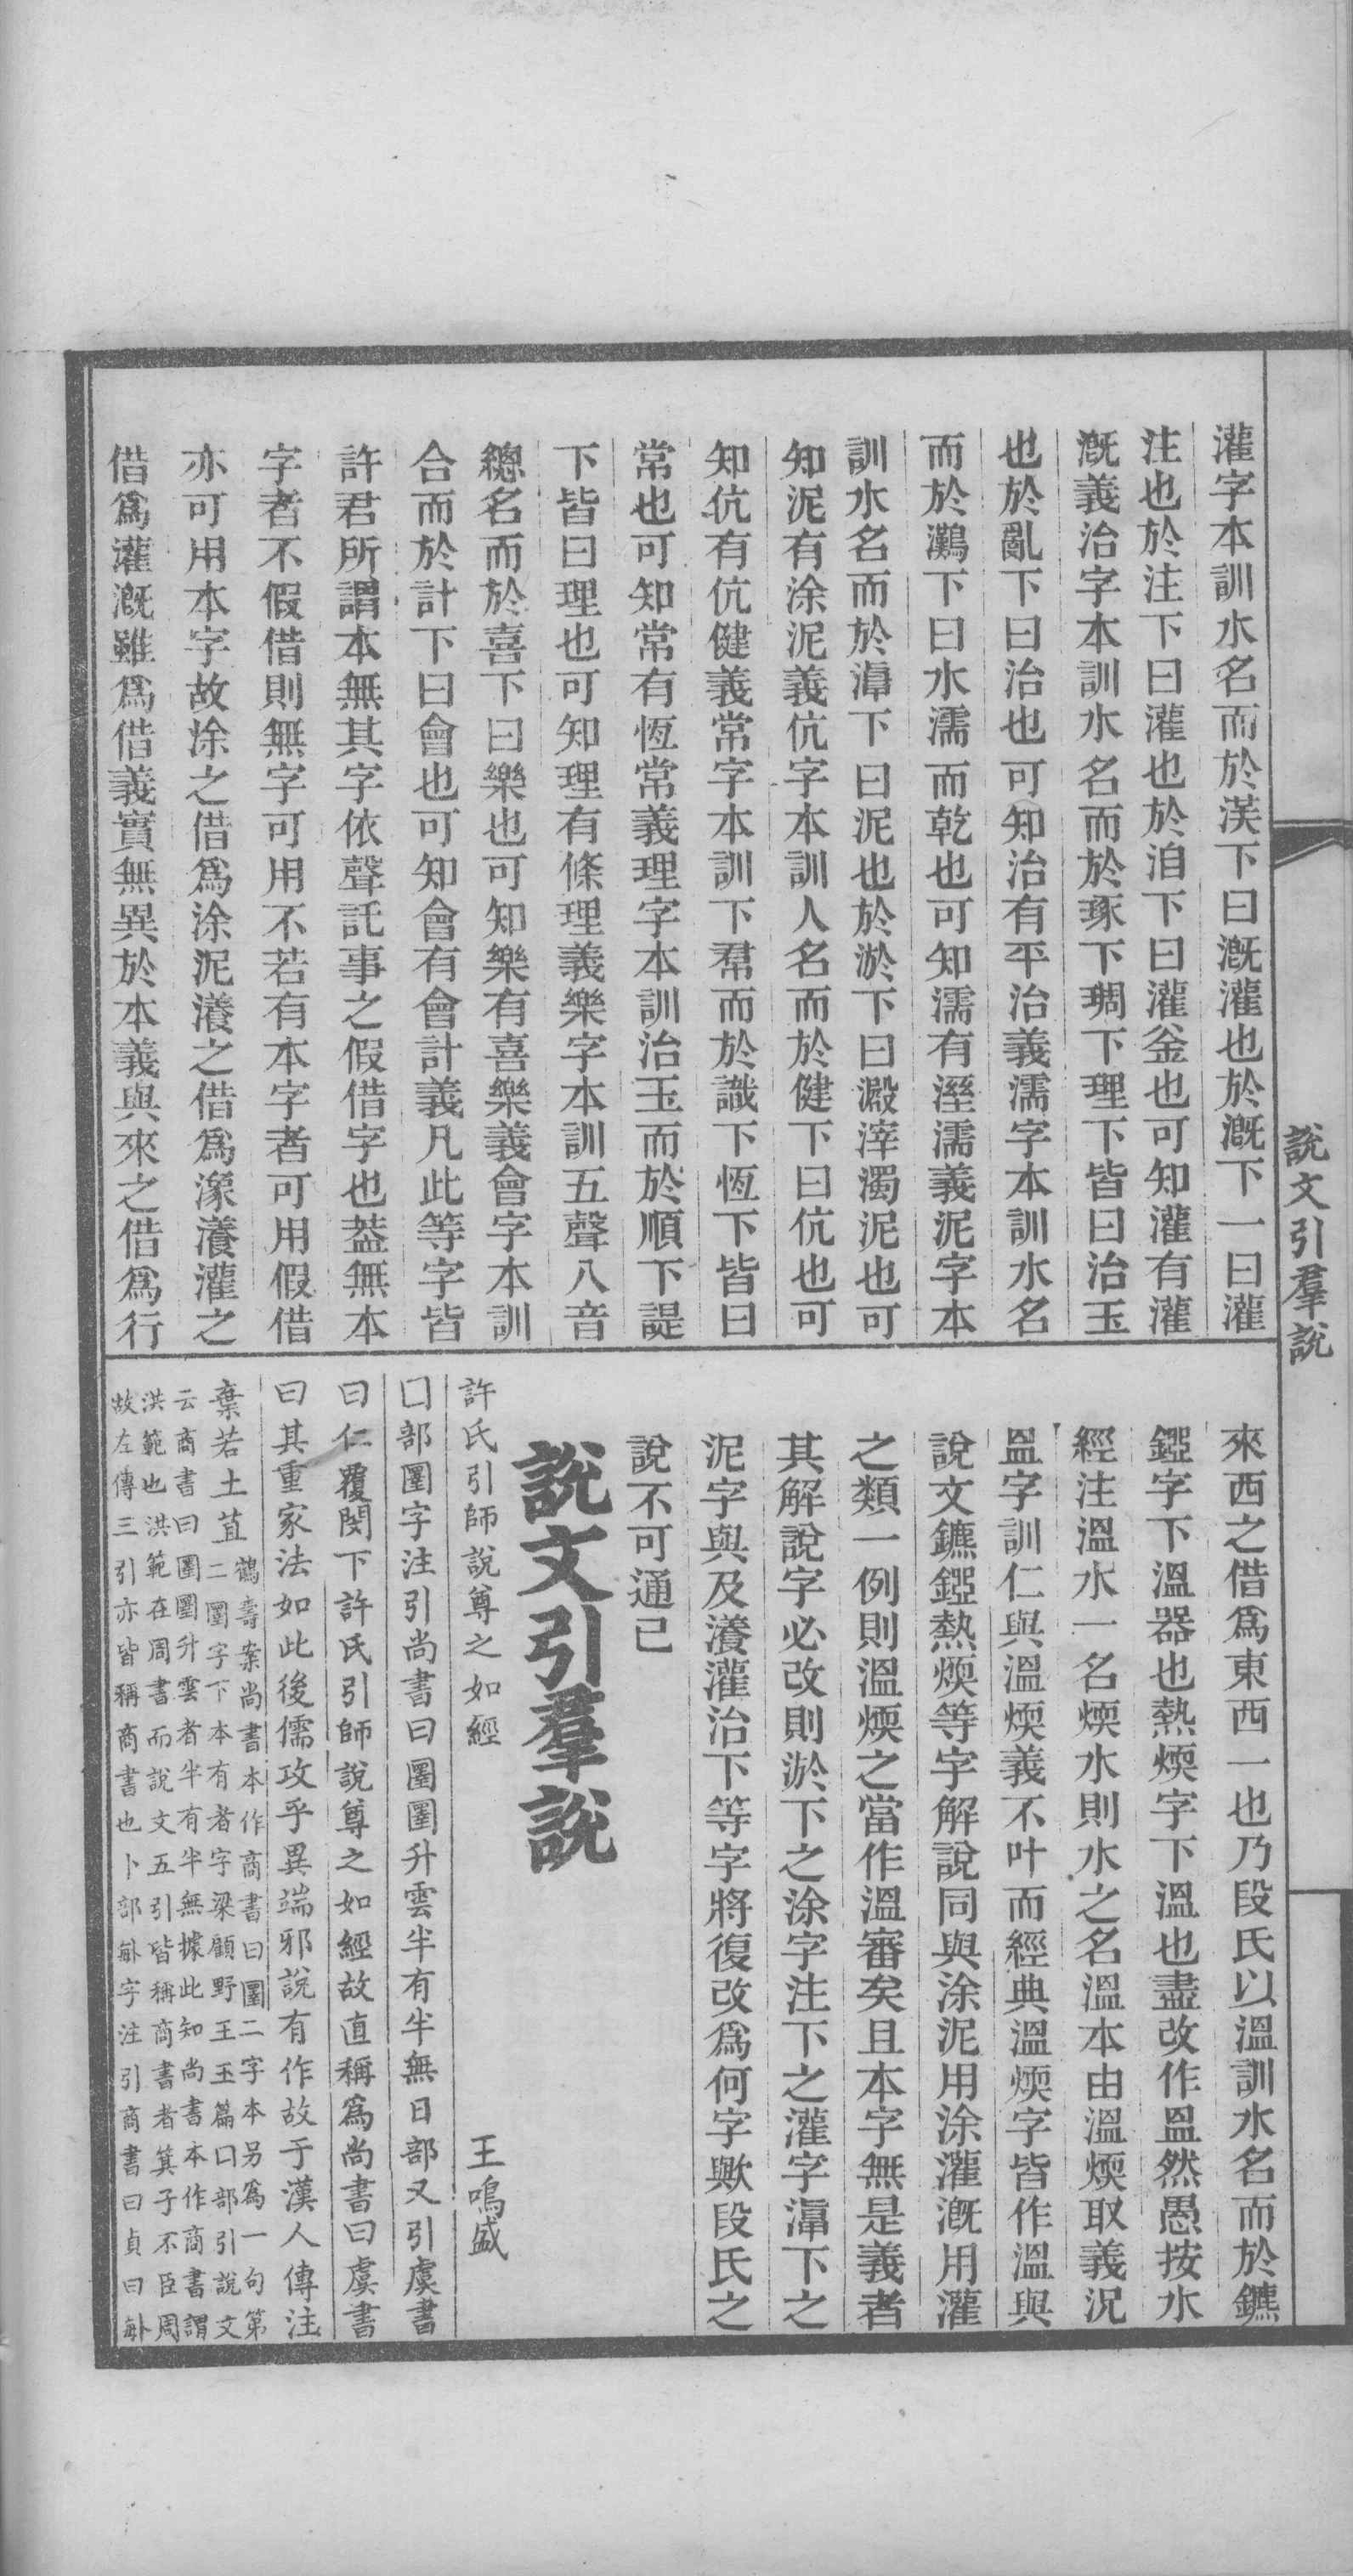 說文引羣說
灌字本訓水名而於渼下曰漑灌也於漑下一曰灌
注也於注下曰灌也於洎下曰灌釜也可知灌有灌
漑義治字本訓水名而於琢下琱下理下皆曰治玉
也於亂下曰治也可知治有平治義濡字本訓水名
而於灘下曰水濡而乾也可知濡有溼濡義泥字本
訓水名而於潬下曰泥也於淤下曰澱滓濁泥也可
知泥有涂泥義伉字本訓人名而於健下曰伉也可
知伉有伉健義常字本訓下帬而於識下恆下皆曰
常也可知常有恆常義理字本訓治玉而於順下諟
下皆曰理也可知理有條理義樂字本訓五聲八音
總名而於喜下曰樂也可知樂有喜樂義會字本訓
合而於計下曰會也可知會有會計義凡此等字皆
許君所謂本無其字依聲託事之假借字也葢無本
字者不假借則無字可用不若有本字者可用假借
亦可用本字故涂之借爲涂泥瀁之借爲潒瀁灌之
借爲灌漑雖爲借義實無異於本義與來之借爲行
來西之借爲東西一也乃段氏以溫訓水名而於鑣
鑋字下溫器也熱煗字下溫也盡改作昷然愚按水
經注溫水一名煗水則水之名溫本由溫煗取義況
昷字訓仁與溫煗義不叶而經典溫煗字皆作溫與
說文鑣鑋熱煗等字解說同與涂泥用涂灌漑用灌
之類一例則溫煗之當作溫審矣且本字無是義者
其解說字必改則淤下之涂字注下之灌字潬下之
泥字與及瀁灌治下等字將復改爲何字歟段氏之
說不可通已
說文引羣說
許氏引師說尊之如經　王鳴盛
囗部圛字注引尚書曰圛圛升雲半有半無日部又引虞書
曰仁覆閔下許氏引師說尊之如經故直稱爲尚書曰虞書
曰其重家法如此後儒攻乎異端邪說有作故于漢人傳注
棄若土苴鶴壽案尚書本作商書曰圛二字本另爲一句第
二圛字下本有者字梁顧野王玉篇囗部引說文
云商書曰圛圛升雲者半有半無據此知尚書本作商書謂
洪範也洪範在周書而說文五引皆稱商書者箕子不臣周
故左傳三引亦皆稱商書也卜部𠧩字注引商書曰貞曰𠧩